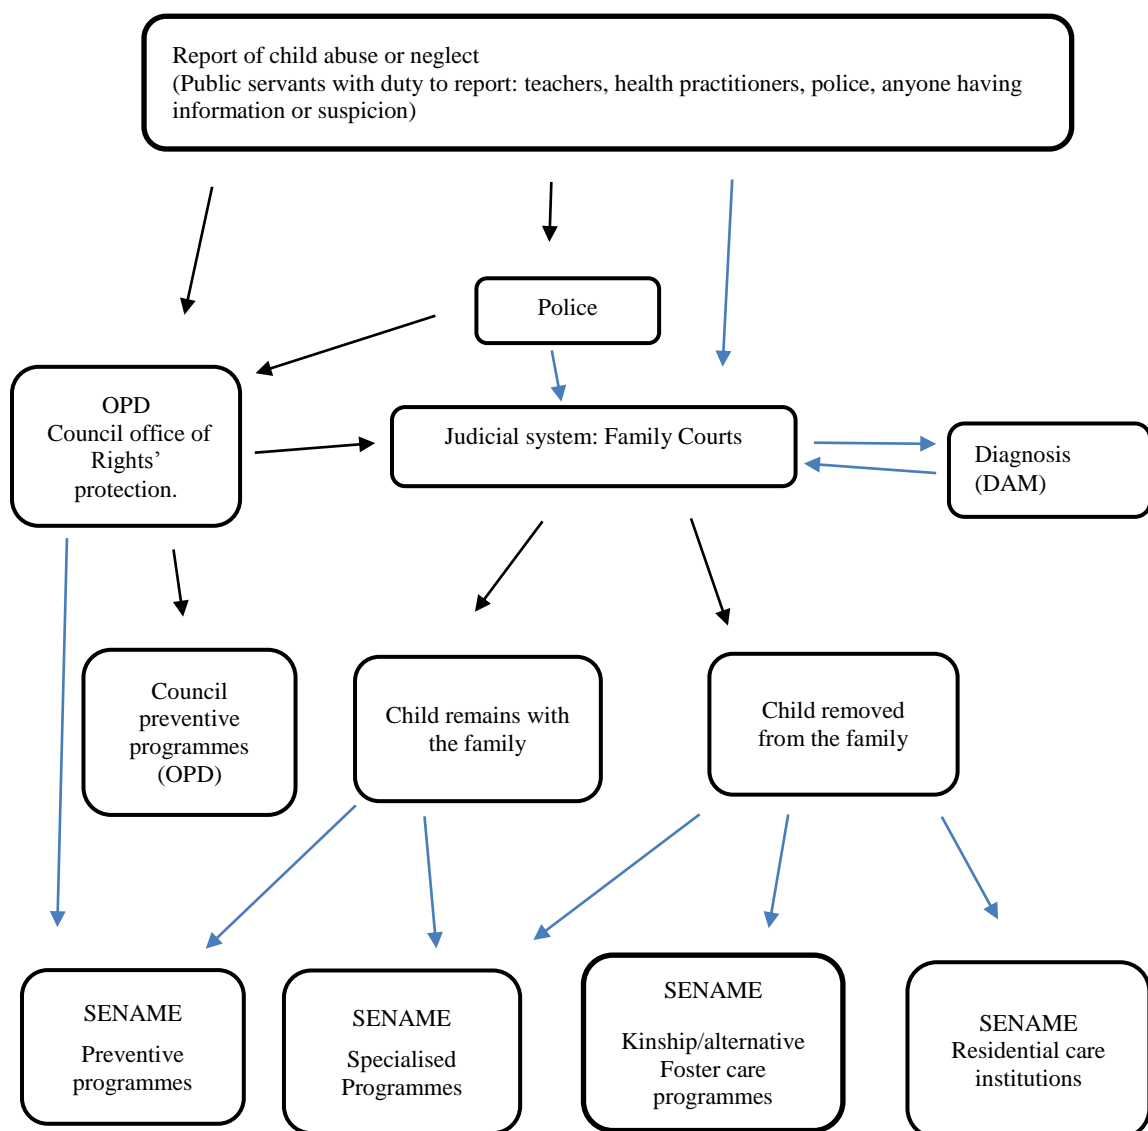 Report of child abuse or neglect
(Public servants with duty to report: teachers, health practitioners, police, anyone having
information or suspicion)
Police
OPD
Council office of
Rights’
protection.
Judicial system: Family Courts
Diagnosis
(DAM)
Council
preventive
programmes
(OPD)
Child remains with
the family
Child removed
from the family
SENAME
Preventive
programmes
SENAME
Specialised
Programmes
SENAME
Kinship/alternative
Foster care
programmes
SENAME
Residential care
institutions